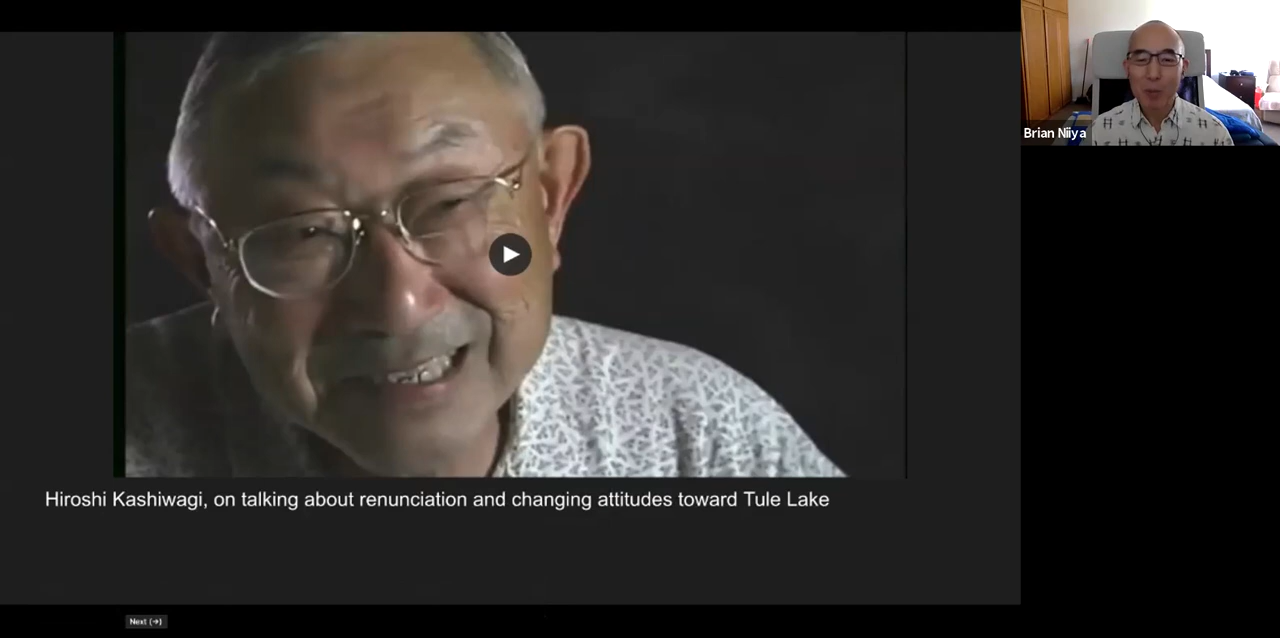 Brian Niiya
Hiroshi Kashiwagi, on talking about renunciation and changing attitudes toward Tule Lake
Next (→)